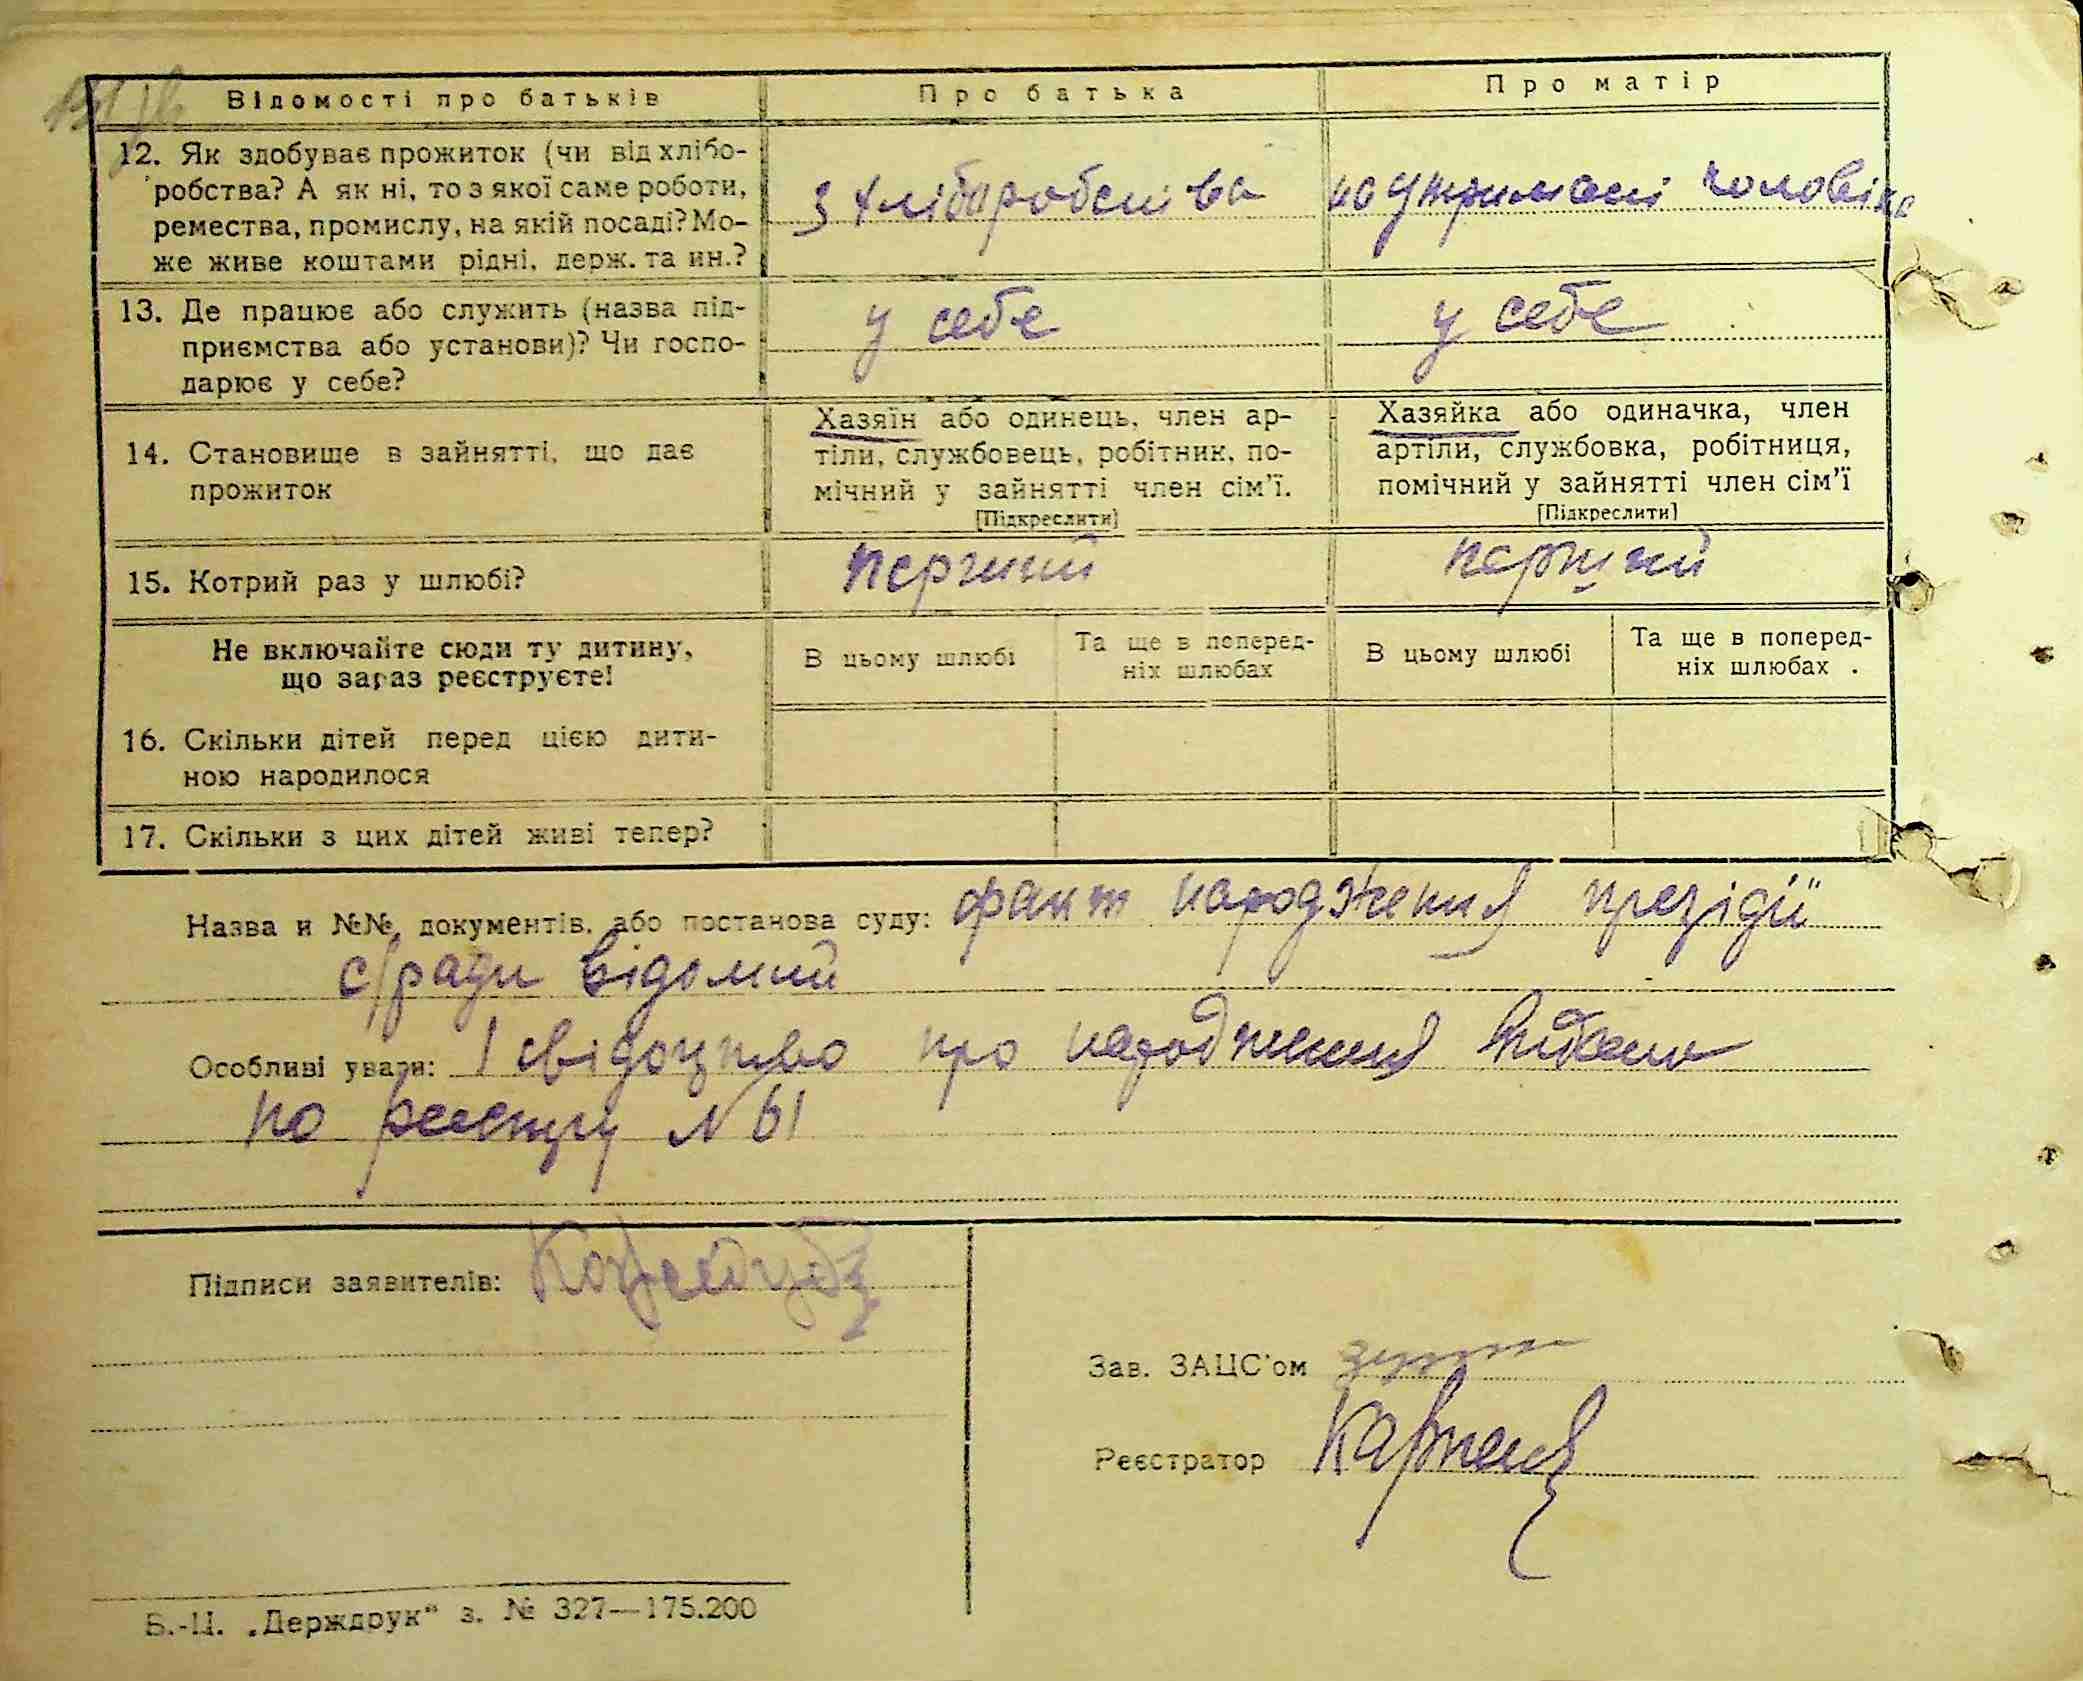 Відомості про батьків
Про батька
Про матір
12. Як здобуває прожиток (чи від хлібо-
робства? А як ні, то з якої саме роботи,
ремества, промислу, на якій посаді? Мо-
же живе коштами рідні, держ. та ин.?
з хліборобства
на утримані чоловіка
13. Де працює або служить (назва під-
приємства або установи)? Чи госпо-
дарює у себе?
у себе
у себе
14. Становище в зайнятті, що дає
прожиток
Хазяїн або одинець, член ар-
тіли, службовець, робітник, по-
мічний у зайнятті член сім'ї.
[Підкреслити]
Хазяйка або одиначка, член
артіли, службовка, робітниця,
помічний у зайнятті член сім'ї
[Підкреслити]
15. Котрий раз у шлюбі?
перший
перший
Не включайте сюди ту дитину,
що зараз реєструєте!
В цьому шлюбі
Та ще в поперед-
ніх шлюбах
В цьому шлюбі
Та ще в поперед-
ніх шлюбах .
16. Скільки дітей перед цією дити-
ною народилося
17. Скільки з цих дітей живі тепер?
Назва и №№ документів, або постанова суду: факт народження президії
с/ради відомий
Особливі уваги: 1 свідоцтво про народження видано
по реестру N 61
Підписи заявителів:
Зав. ЗАЦС'ом
Реєстратор
Б.-Ц. „Держдрук“ з. № 327—175.200